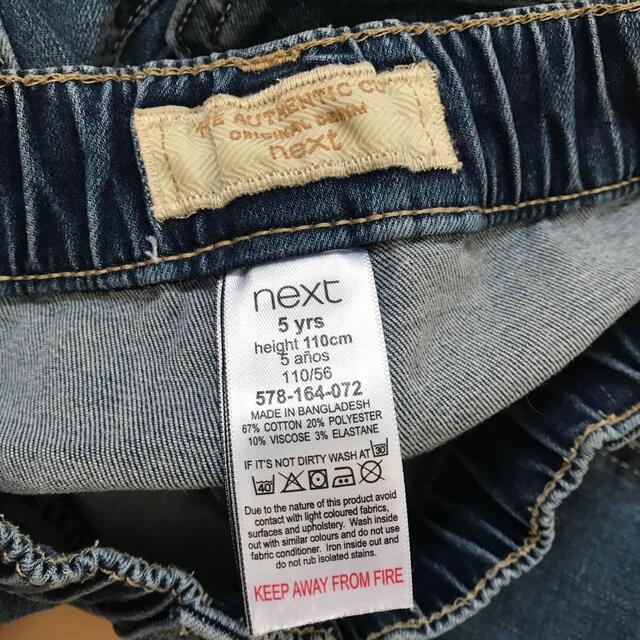 THE AUTHENTIC CO
ORIGINAL DENIM
next
next
5 yrs
height 110cm
5 años
110/56
578-164-072
MADE IN BANGLADESH
67% COTTON 20% POLYESTER
10% VISCOSE 3% ELASTANE
IF IT'S NOT DIRTY WASH AT 30
40
Due to the nature of this product avoid
contact with light coloured fabrics,
surfaces and upholstery. Wash inside
out with similar colours and do not use
fabric conditioner. Iron inside out and
do not rub isolated stains.
KEEP AWAY FROM FIRE